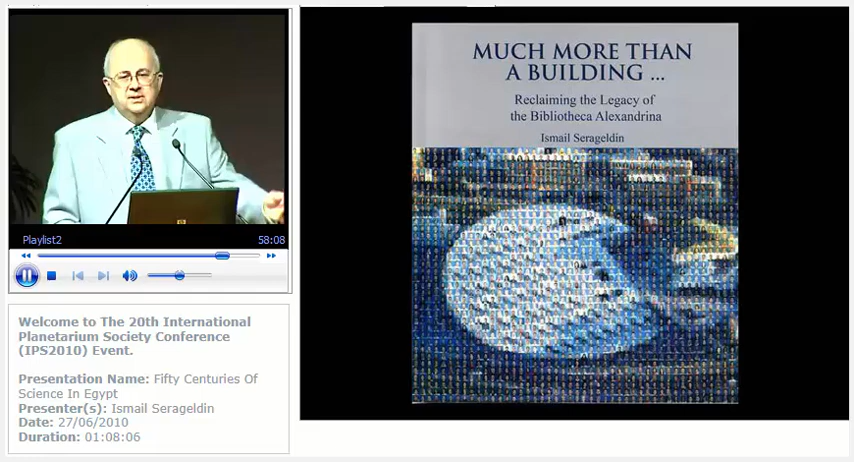 Playlist2 58:08
Welcome to The 20th International
Planetarium Society Conference
(IPS2010) Event.
Presentation Name: Fifty Centuries Of
Science In Egypt
Presenter(s): Ismail Serageldin
Date: 27/06/2010
Duration: 01:08:06
MUCH MORE THAN
A BUILDING ...
Reclaiming the Legacy of
the Bibliotheca Alexandrina
Ismail Serageldin